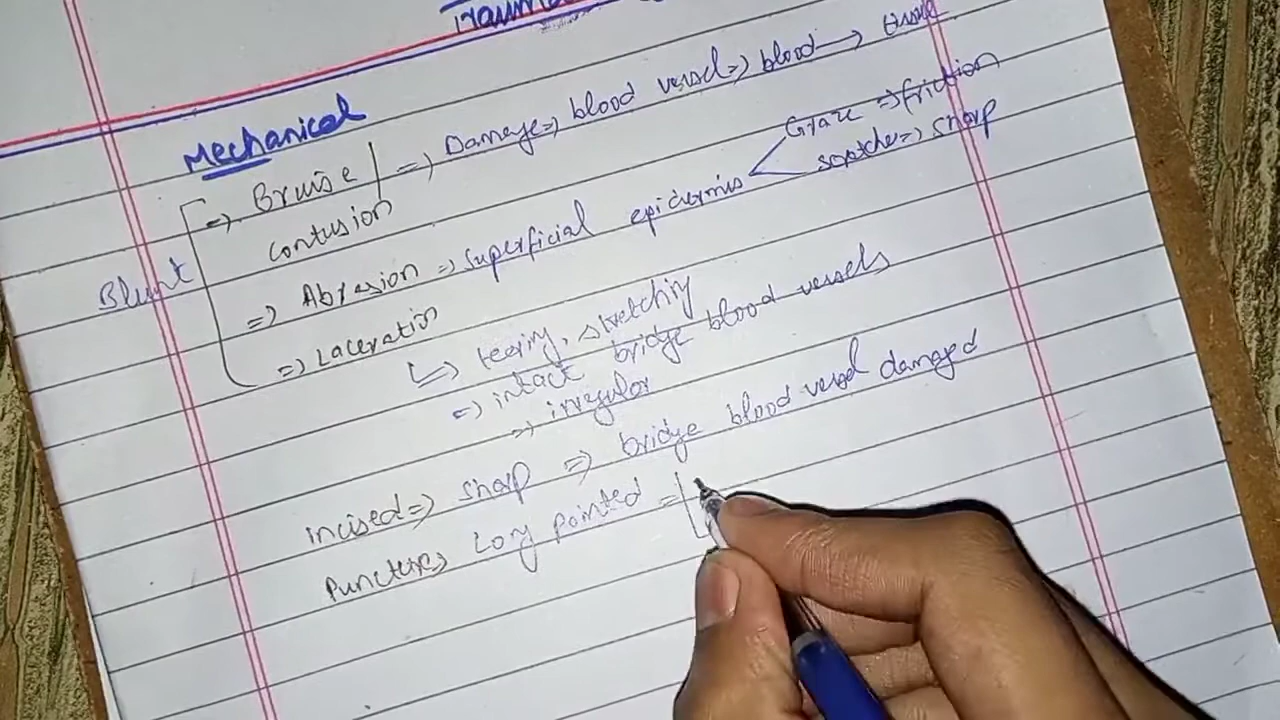 Mechanical
=> Bruise | => Damage => blood vessel => blood → tissue
contusion
Blunt
=> Abrasion => superficial epidermis
Graze => friction
scratche => sharp
=> Laceration
↳ => tearing, stretching
=> intact bridge blood vessels
=> irregular
incised => sharp => bridge blood vessel damaged
Puncture> Long pointed =